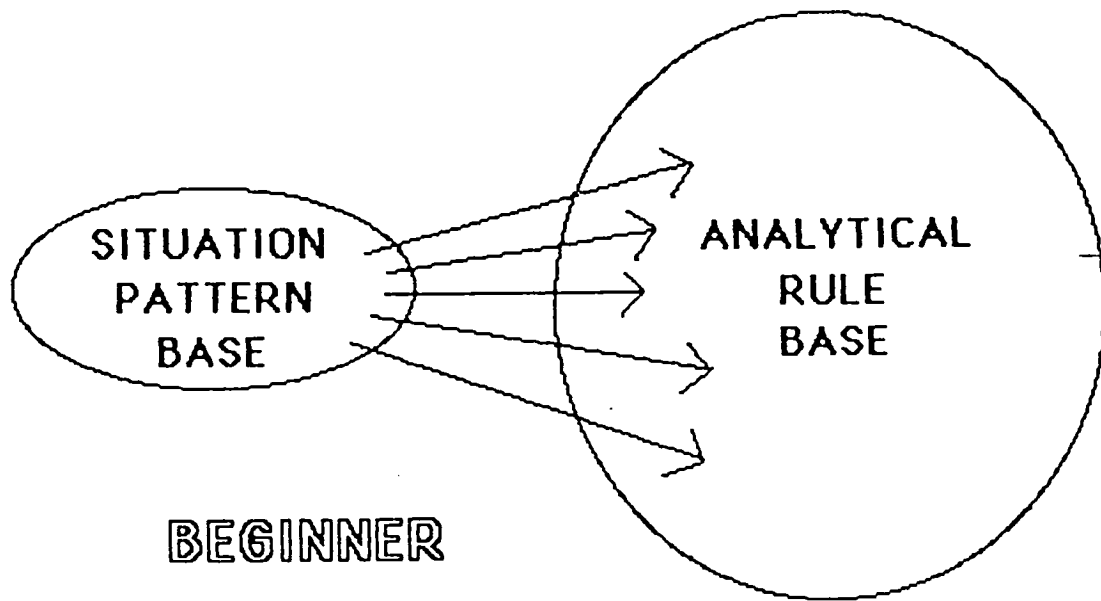 SITUATION
PATTERN
BASE
ANALYTICAL
RULE
BASE
BEGINNER